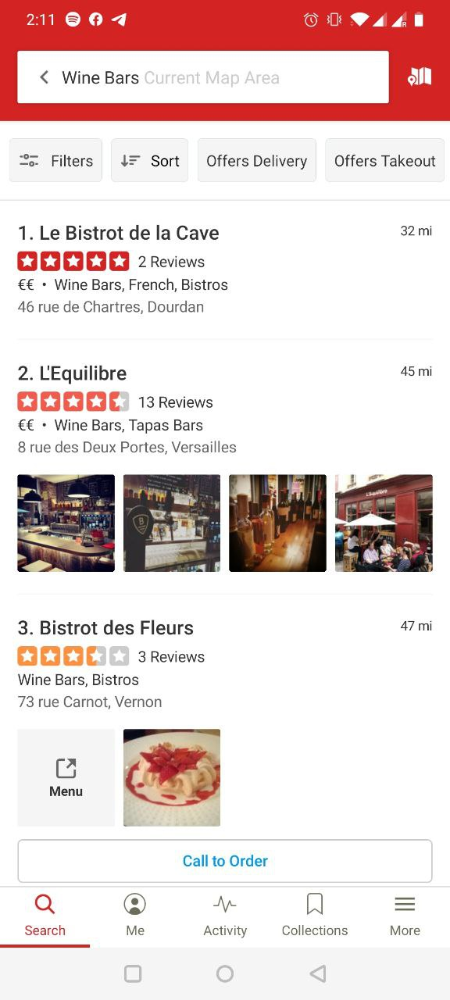 2:11
Wine Bars Current Map Area
Filters
Sort
Offers Delivery
Offers Takeout
1. Le Bistrot de la Cave
32 mi
2 Reviews
€€ • Wine Bars, French, Bistros
46 rue de Chartres, Dourdan
2. L'Equilibre
45 mi
13 Reviews
€€ • Wine Bars, Tapas Bars
8 rue des Deux Portes, Versailles
B
L'Equilibre
3. Bistrot des Fleurs
47 mi
3 Reviews
Wine Bars, Bistros
73 rue Carnot, Vernon
Menu
Call to Order
Search
Me
Activity
Collections
More